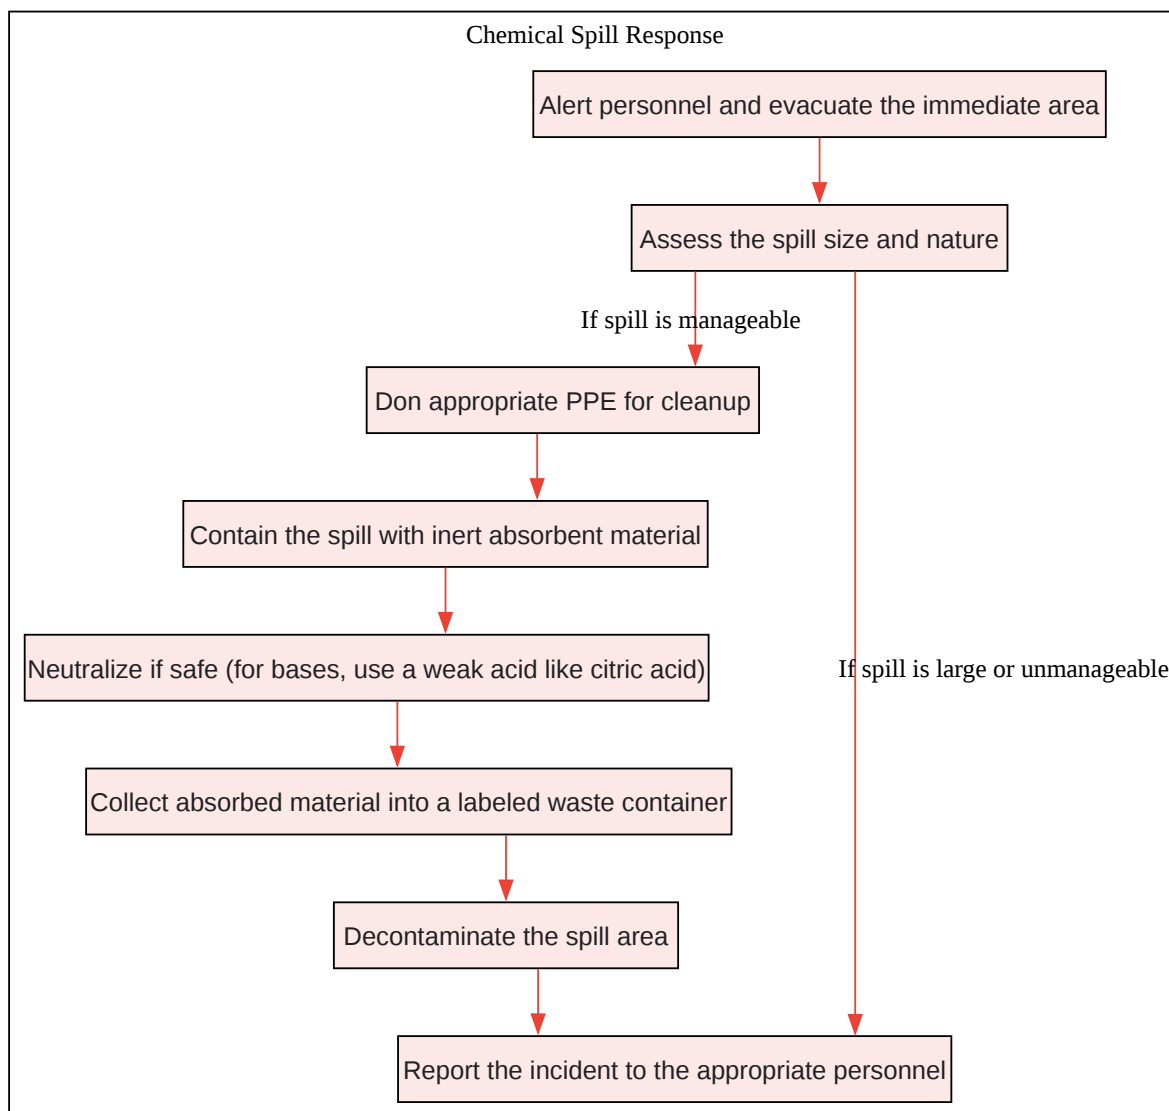 Chemical Spill Response
Alert personnel and evacuate the immediate area
Assess the spill size and nature
If spill is manageable
Don appropriate PPE for cleanup
Contain the spill with inert absorbent material
Neutralize if safe (for bases, use a weak acid like citric acid)
If spill is large or unmanageable
Collect absorbed material into a labeled waste container
Decontaminate the spill area
Report the incident to the appropriate personnel